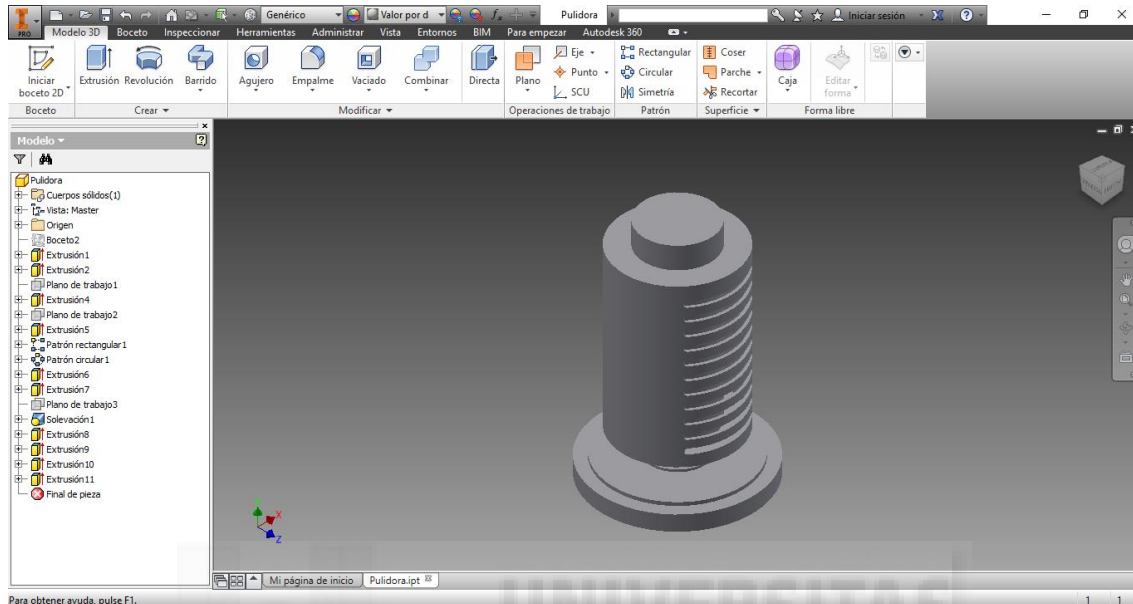 Genérico Valor por d Pulidora Iniciar sesión
PRO Modelo 3D Boceto Inspeccionar Herramientas Administrar Vista Entornos BIM Para empezar Autodesk 360
Iniciar boceto 2D Extrusión Revolución Barrido Agujero Empalme Vaciado Combinar Directa Plano Eje Punto SCU Rectangular Circular Simetría Coser Parche Recortar Caja Editar forma
Boceto Crear Modificar Operaciones de trabajo Patrón Superficie Forma libre
Modelo
Pulidora
Cuerpos sólidos(1)
Vista: Master
Origen
Boceto2
Extrusión1
Extrusión2
Plano de trabajo1
Extrusión4
Plano de trabajo2
Extrusión5
Patrón rectangular1
Patrón circular1
Extrusión6
Extrusión7
Plano de trabajo3
Solevación1
Extrusión8
Extrusión9
Extrusión10
Extrusión11
Final de pieza
X
Z
Mi página de inicio Pulidora.ipt
UNIVERSITAS
Para obtener ayuda, pulse F1. 1 1